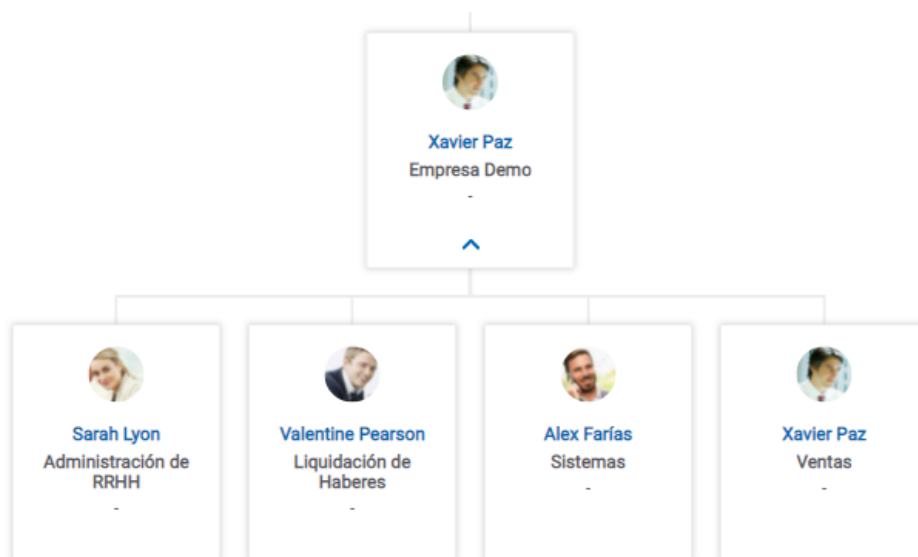 Xavier Paz
Empresa Demo
-
Sarah Lyon
Administración de
RRHH
-
Valentine Pearson
Liquidación de
Haberes
-
Alex Farías
Sistemas
-
Xavier Paz
Ventas
-